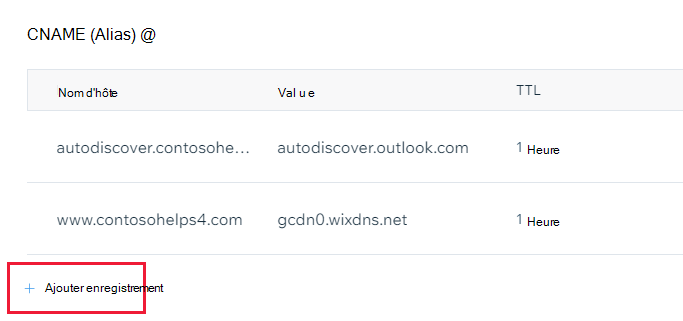 CNAME (Alias) @
Nom d'hôte Value TTL
autodiscover.contosohe... autodiscover.outlook.com 1 Heure
www.contosohelps4.com gcdn0.wixdns.net 1 Heure
+ Ajouter enregistrement